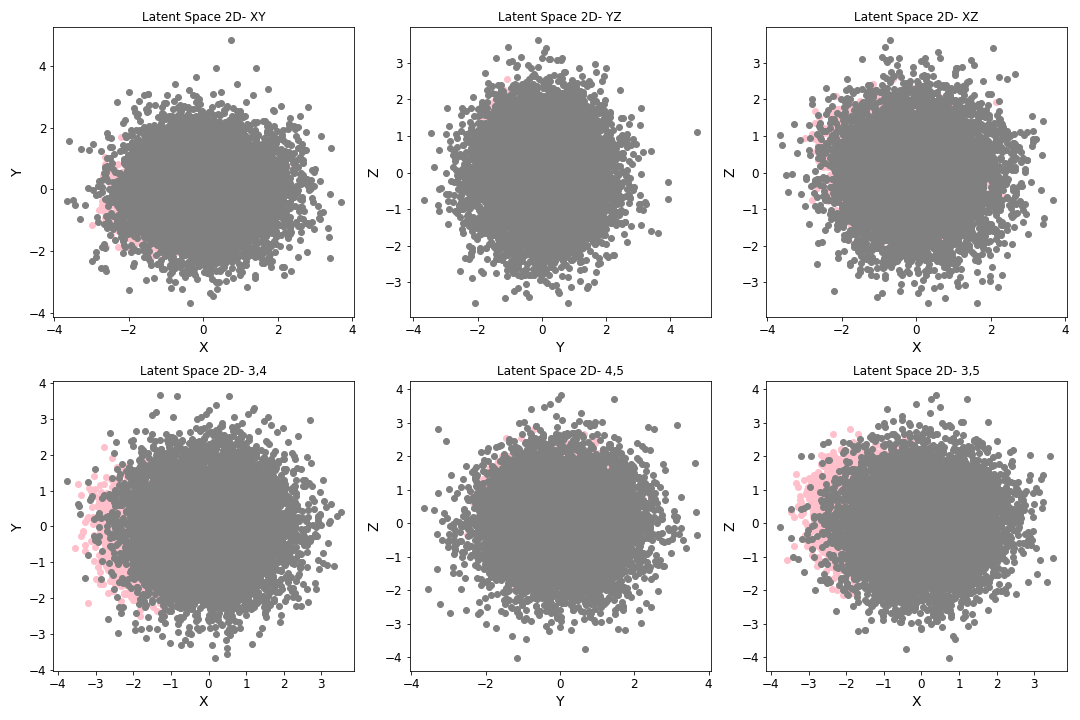 Latent Space 2D- XY
Latent Space 2D- YZ
Latent Space 2D- XZ
4
2
0
−2
−4
Y
−4 −2 0 2 4
X
3
2
1
0
−1
−2
−3
Z
−4 −2 0 2 4
Y
3
2
1
0
−1
−2
−3
Z
−4 −2 0 2 4
X
Latent Space 2D- 3,4
Latent Space 2D- 4,5
Latent Space 2D- 3,5
4
3
2
1
0
−1
−2
−3
−4
Y
−4 −3 −2 −1 0 1 2 3
X
4
3
2
1
0
−1
−2
−3
−4
Z
−4 −2 0 2 4
Y
4
3
2
1
0
−1
−2
−3
−4
Z
−4 −3 −2 −1 0 1 2 3
X